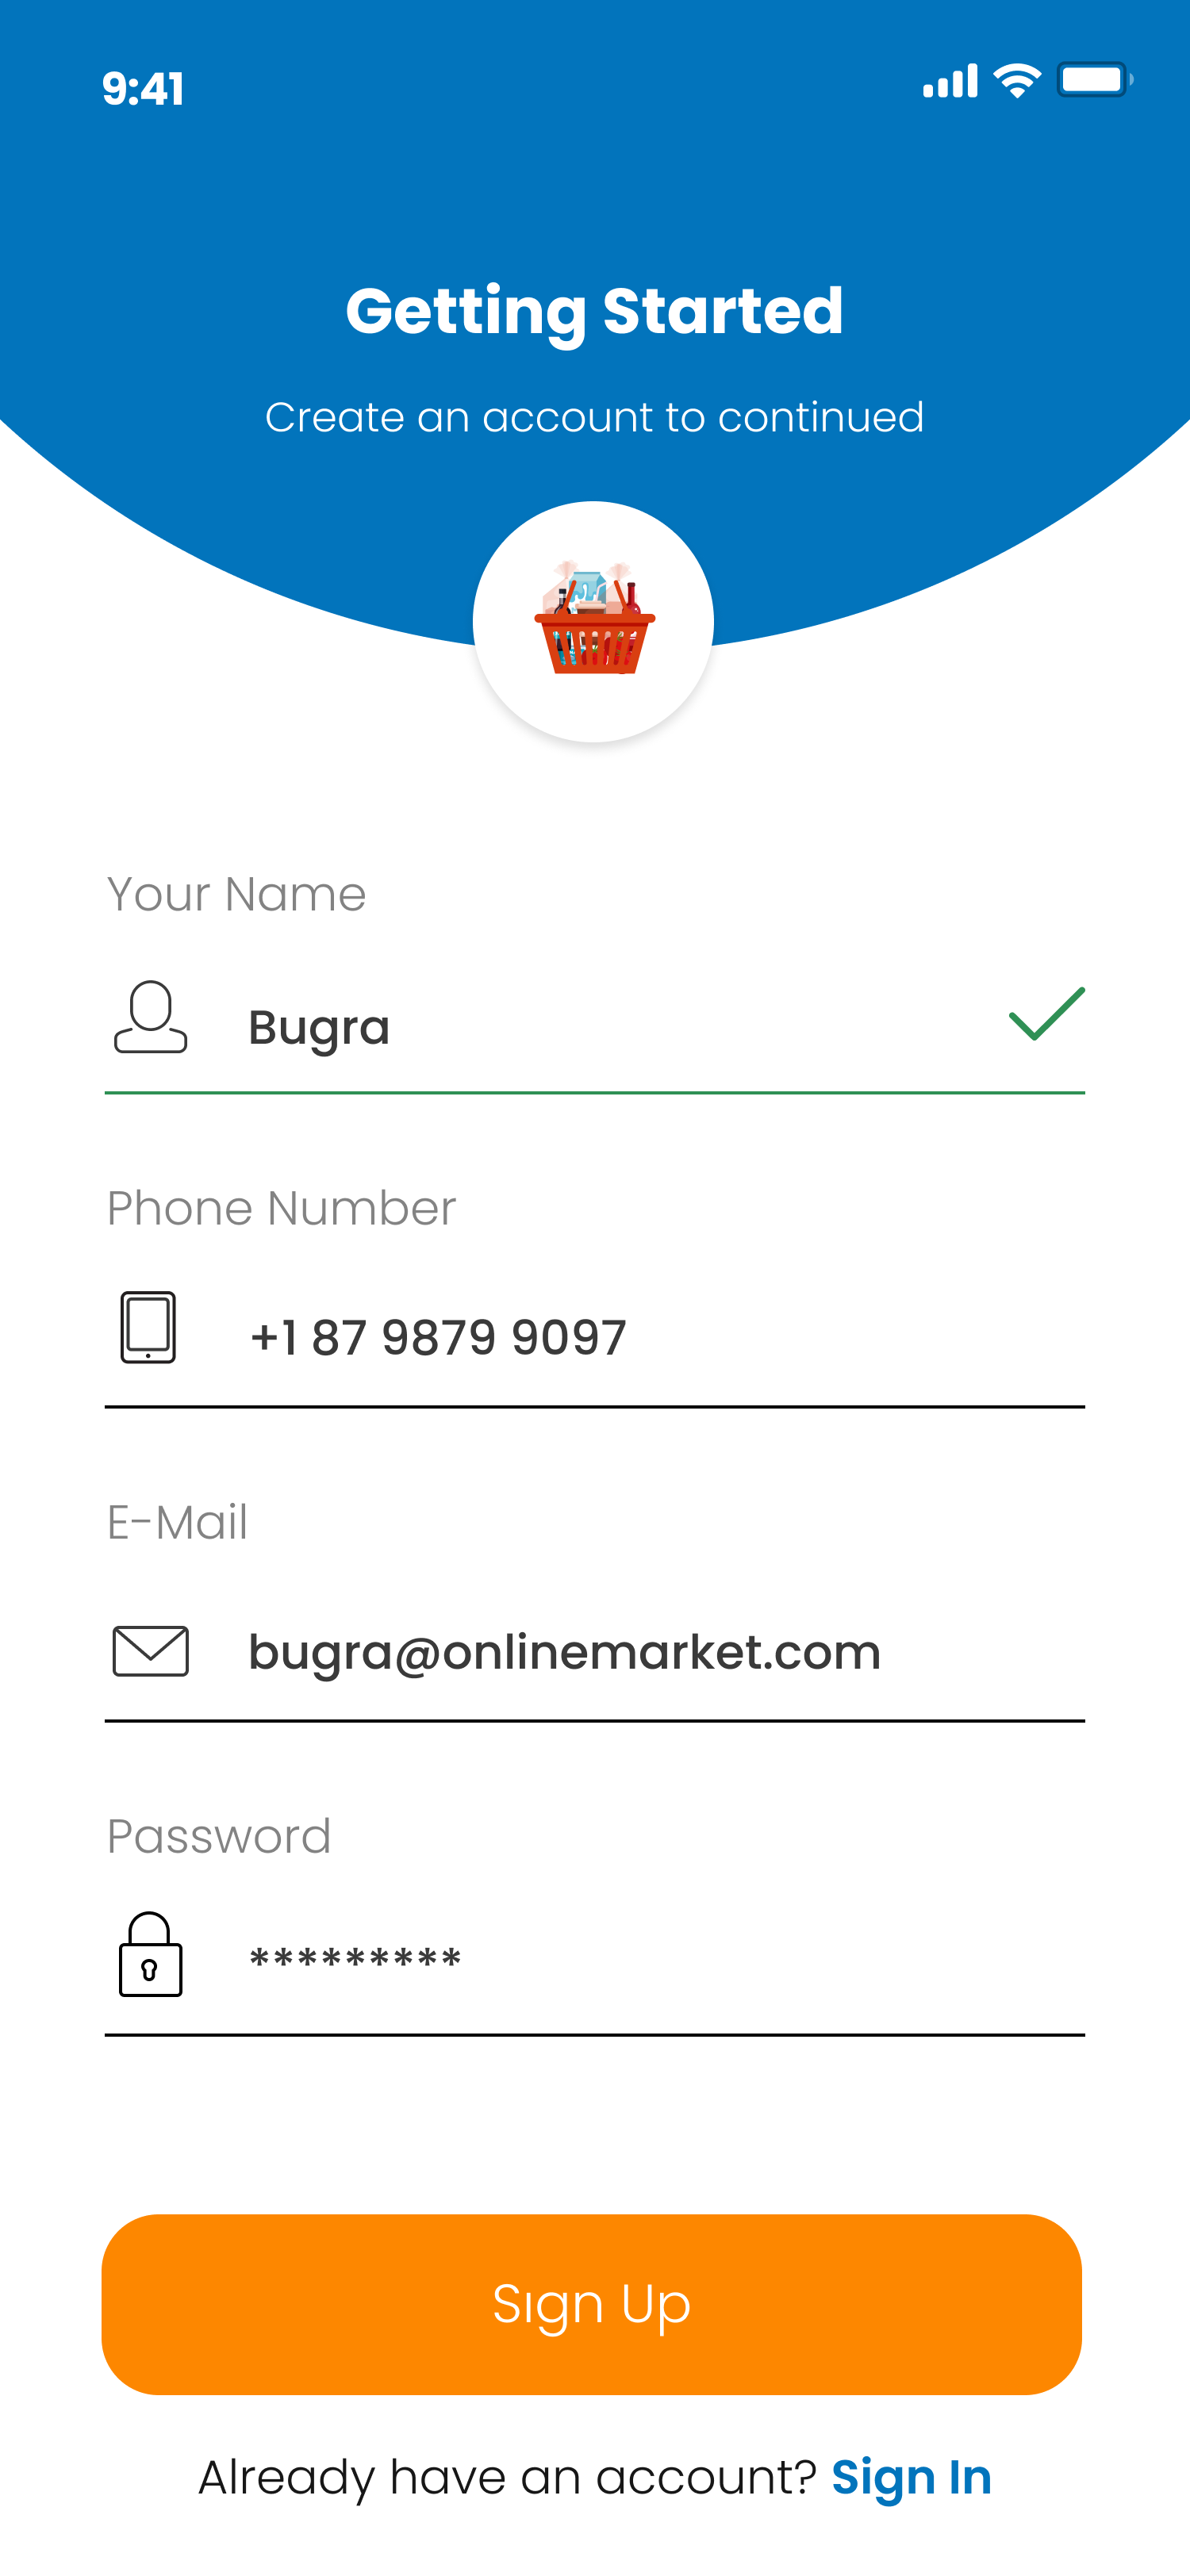 9:41
Getting Started
Create an account to continued
Your Name
Bugra
Phone Number
+1 87 9879 9097
E-Mail
bugra@onlinemarket.com
Password
*********
Sıgn Up
Already have an account? Sign In